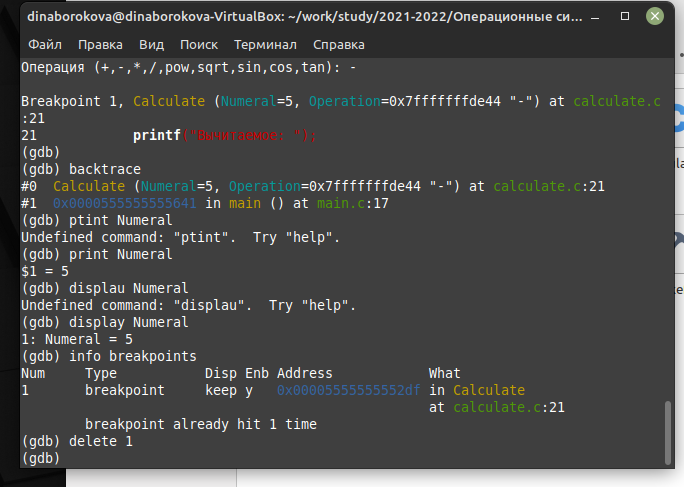 dinaborokova@dinaborokova-VirtualBox: ~/work/study/2021-2022/Операционные си...
Файл Правка Вид Поиск Терминал Справка
Операция (+,-,*,/,pow,sqrt,sin,cos,tan): -
Breakpoint 1, Calculate (Numeral=5, Operation=0x7fffffffde44 "-") at calculate.c
:21
21 printf("Вычитаемое: ");
(gdb)
(gdb) backtrace
#0 Calculate (Numeral=5, Operation=0x7fffffffde44 "-") at calculate.c:21
#1 0x0000555555555641 in main () at main.c:17
(gdb) ptint Numeral
Undefined command: "ptint". Try "help".
(gdb) print Numeral
$1 = 5
(gdb) displau Numeral
Undefined command: "displau". Try "help".
(gdb) display Numeral
1: Numeral = 5
(gdb) info breakpoints
Num Type Disp Enb Address What
1 breakpoint keep y 0x00005555555552df in Calculate
at calculate.c:21
breakpoint already hit 1 time
(gdb) delete 1
(gdb)